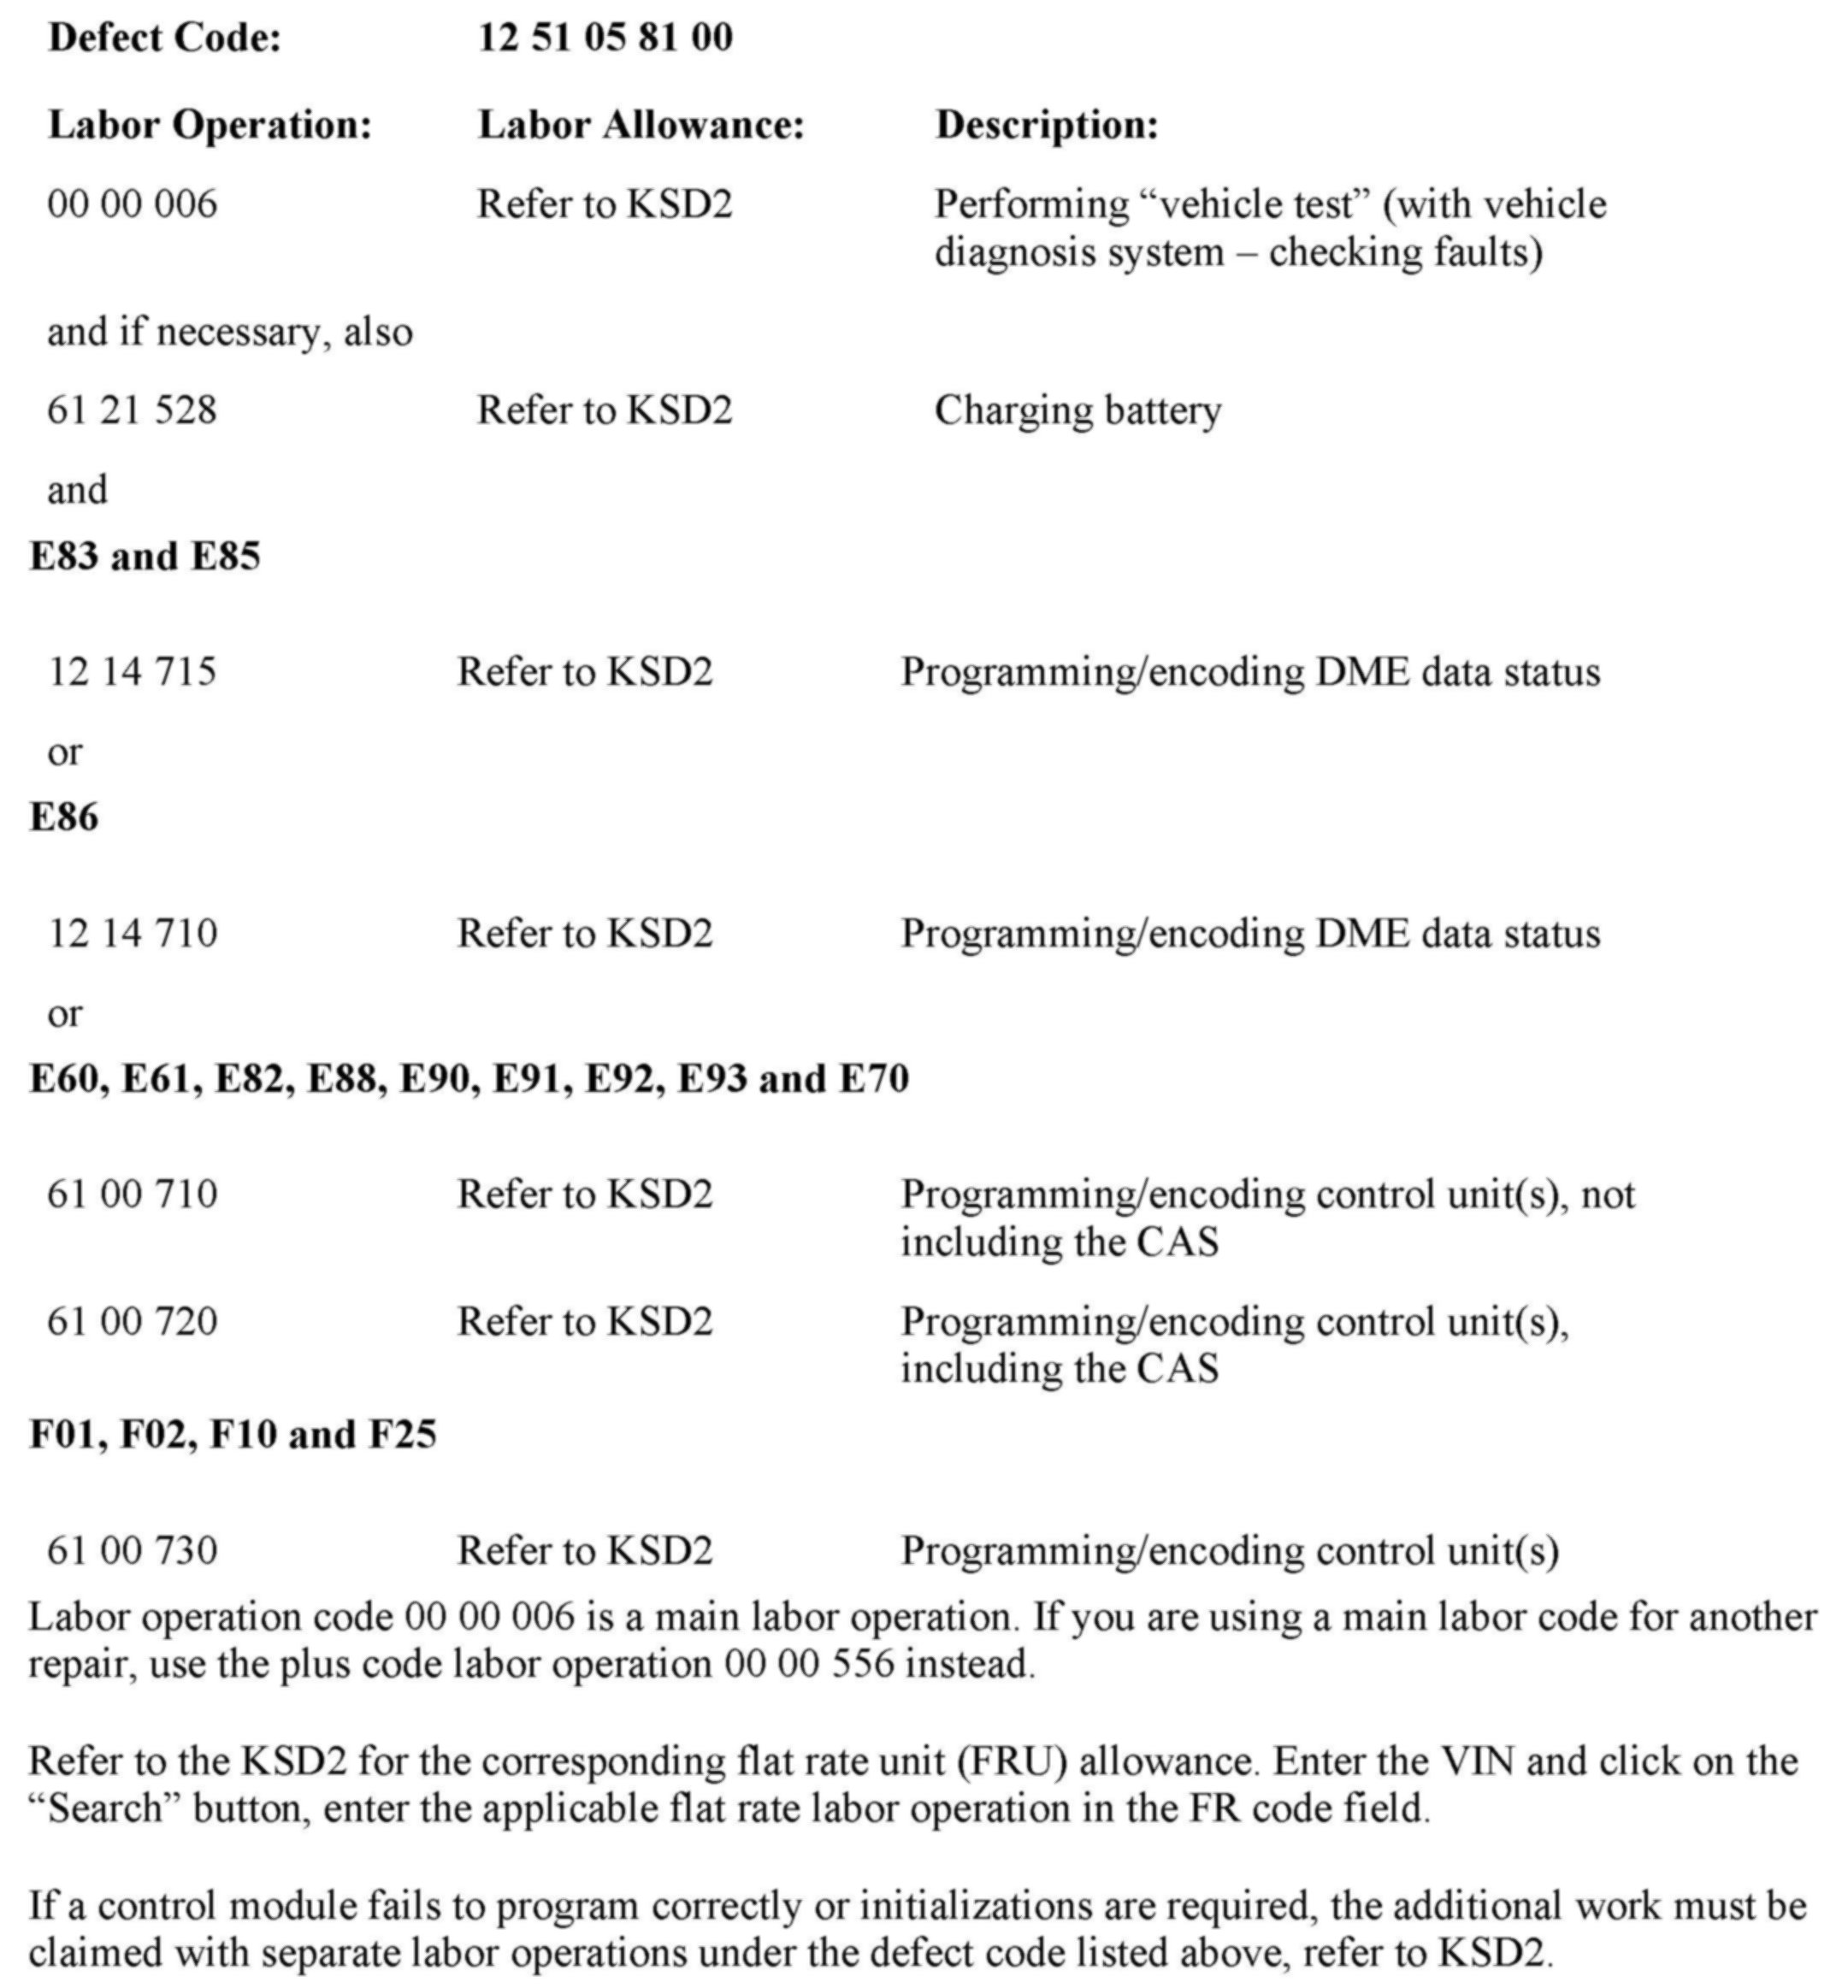 Defect Code: 12 51 05 81 00
Labor Operation: Labor Allowance: Description:
00 00 006 Refer to KSD2 Performing “vehicle test” (with vehicle
diagnosis system – checking faults)
and if necessary, also
61 21 528 Refer to KSD2 Charging battery
and
E83 and E85
12 14 715 Refer to KSD2 Programming/encoding DME data status
or
E86
12 14 710 Refer to KSD2 Programming/encoding DME data status
or
E60, E61, E82, E88, E90, E91, E92, E93 and E70
61 00 710 Refer to KSD2 Programming/encoding control unit(s), not
including the CAS
61 00 720 Refer to KSD2 Programming/encoding control unit(s),
including the CAS
F01, F02, F10 and F25
61 00 730 Refer to KSD2 Programming/encoding control unit(s)
Labor operation code 00 00 006 is a main labor operation. If you are using a main labor code for another
repair, use the plus code labor operation 00 00 556 instead.
Refer to the KSD2 for the corresponding flat rate unit (FRU) allowance. Enter the VIN and click on the
“Search” button, enter the applicable flat rate labor operation in the FR code field.
If a control module fails to program correctly or initializations are required, the additional work must be
claimed with separate labor operations under the defect code listed above, refer to KSD2.